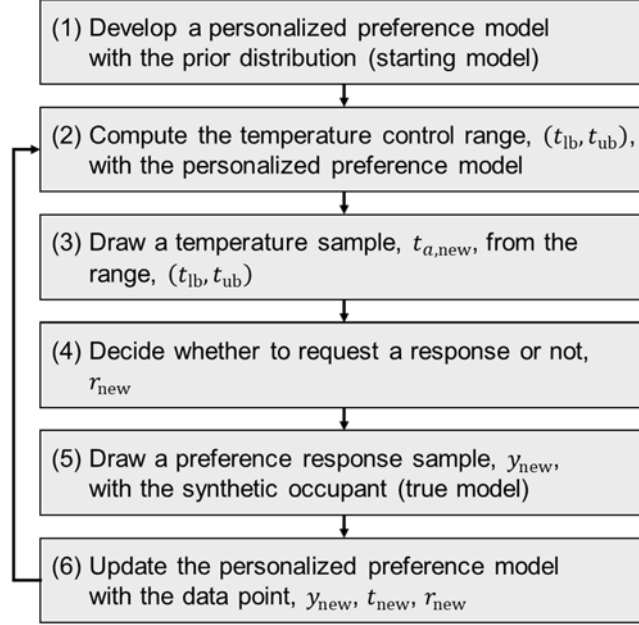 (1) Develop a personalized preference model
with the prior distribution (starting model)
(2) Compute the temperature control range, (t_lb, t_ub),
with the personalized preference model
(3) Draw a temperature sample, t_a,new, from the
range, (t_lb, t_ub)
(4) Decide whether to request a response or not,
r_new
(5) Draw a preference response sample, y_new,
with the synthetic occupant (true model)
(6) Update the personalized preference model
with the data point, y_new, t_new, r_new